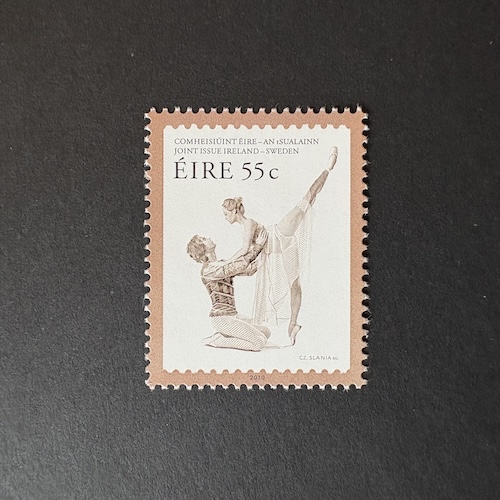 COMHEISIÚINT ÉIRE – AN tSUALAINN
JOINT ISSUE IRELAND – SWEDEN
ÉIRE 55c
CZ. SLANIA sc.
2010